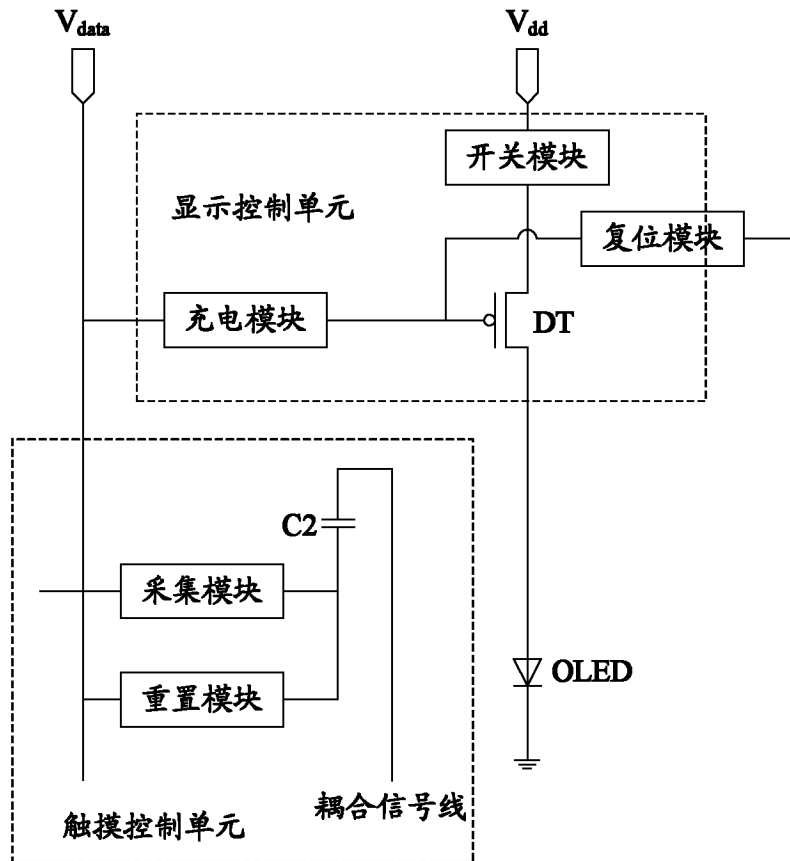 Vdata
Vdd
开关模块
显示控制单元
复位模块
充电模块
DT
C2
采集模块
OLED
重置模块
耦合信号线
触摸控制单元